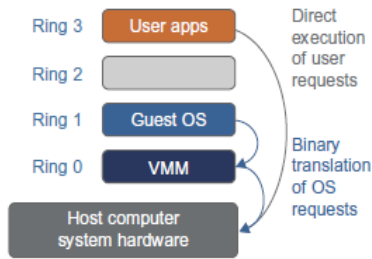 Ring 3
User apps
Direct
execution
of user
requests
Ring 2
Ring 1
Guest OS
Ring 0
VMM
Binary
translation
of OS
requests
Host computer
system hardware